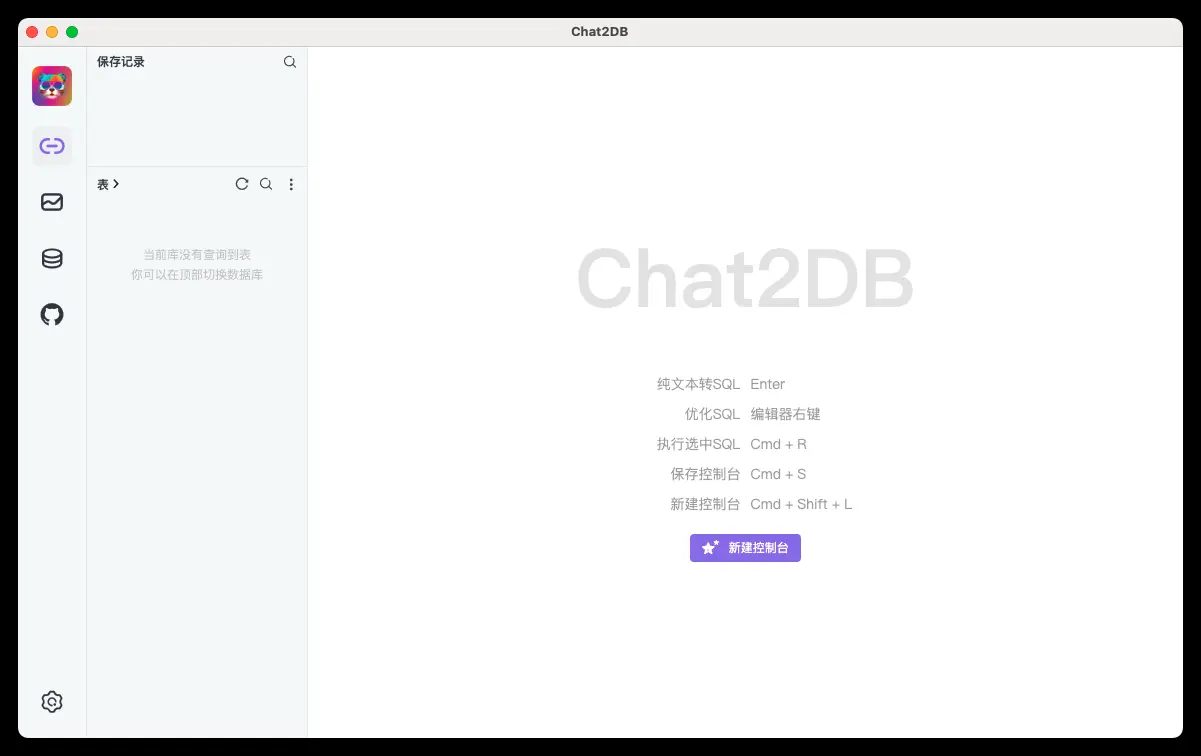 Chat2DB
保存记录
表
当前库没有查询到表
你可以在顶部切换数据库
Chat2DB
纯文本转SQL Enter
优化SQL 编辑器右键
执行选中SQL Cmd + R
保存控制台 Cmd + S
新建控制台 Cmd + Shift + L
新建控制台